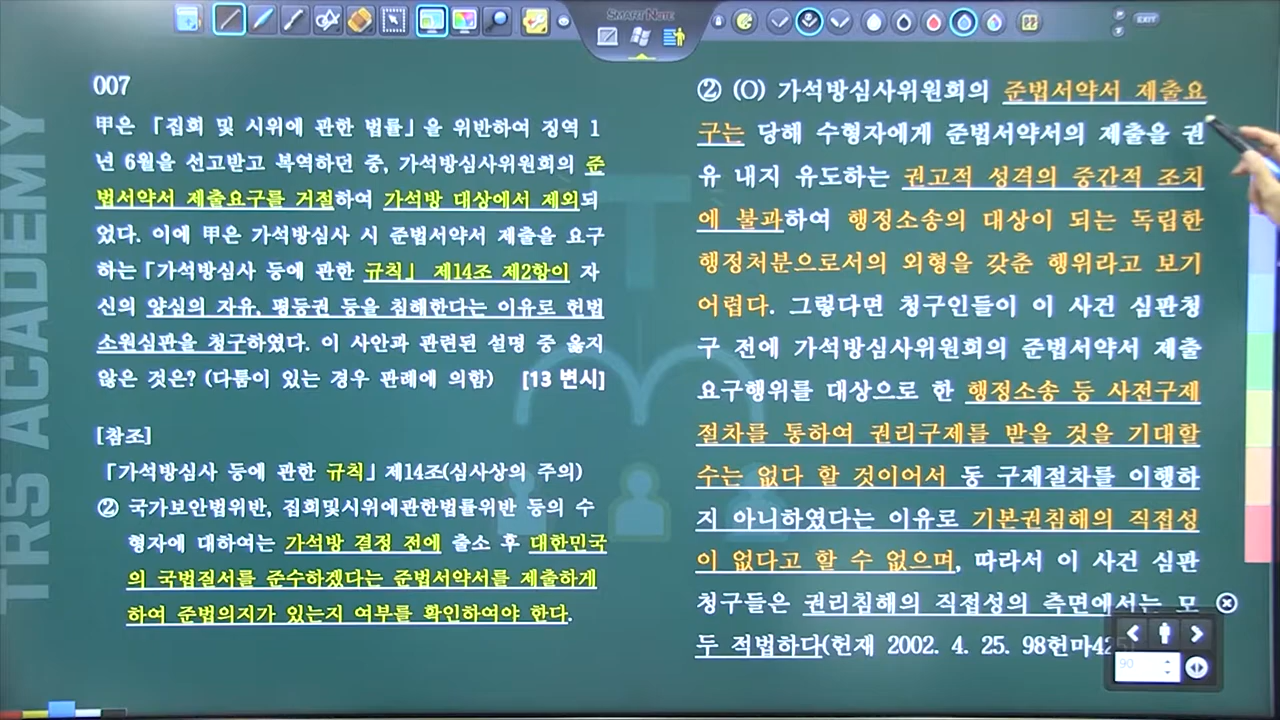 SMARTNOTE
EXIT
TRS ACADEMY
007
甲은 「집회 및 시위에 관한 법률」을 위반하여 징역 1
년 6월을 선고받고 복역하던 중, 가석방심사위원회의 준
법서약서 제출요구를 거절하여 가석방 대상에서 제외되
었다. 이에 甲은 가석방심사 시 준법서약서 제출을 요구
하는「가석방심사 등에 관한 규칙」 제14조 제2항이 자
신의 양심의 자유, 평등권 등을 침해한다는 이유로 헌법
소원심판을 청구하였다. 이 사안과 관련된 설명 중 옳지
않은 것은? (다툼이 있는 경우 판례에 의함) [13 변시]
[참조]
「가석방심사 등에 관한 규칙」제14조(심사상의 주의)
② 국가보안법위반, 집회및시위에관한법률위반 등의 수
형자에 대하여는 가석방 결정 전에 출소 후 대한민국
의 국법질서를 준수하겠다는 준법서약서를 제출하게
하여 준법의지가 있는지 여부를 확인하여야 한다.
② (O) 가석방심사위원회의 준법서약서 제출요
구는 당해 수형자에게 준법서약서의 제출을 권
유 내지 유도하는 권고적 성격의 중간적 조치
에 불과하여 행정소송의 대상이 되는 독립한
행정처분으로서의 외형을 갖춘 행위라고 보기
어렵다. 그렇다면 청구인들이 이 사건 심판청
구 전에 가석방심사위원회의 준법서약서 제출
요구행위를 대상으로 한 행정소송 등 사전구제
절차를 통하여 권리구제를 받을 것을 기대할
수는 없다 할 것이어서 동 구제절차를 이행하
지 아니하였다는 이유로 기본권침해의 직접성
이 없다고 할 수 없으며, 따라서 이 사건 심판
청구들은 권리침해의 직접성의 측면에서는 모
두 적법하다(헌재 2002. 4. 25. 98헌마425
90